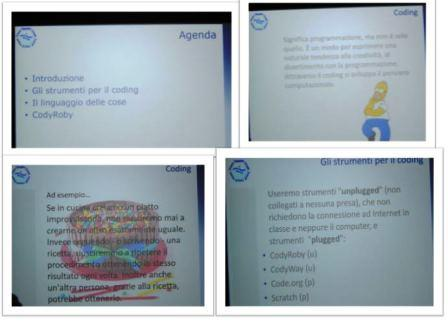 Agenda
• Introduzione
• Gli strumenti per il coding
• Il linguaggio delle cose
• CodyRoby
Coding
Significa programmazione, ma non è solo
quello. È un modo per esprimere una
naturale tendenza alla creatività, al
divertimento non la programmazione.
Attraverso il coding si sviluppa il pensiero
computazionale.
Coding
Ad esempio...
Se in cucina creiamo un piatto
improvvisando, non riusciremo mai a
crearne un altro esattamente uguale.
Invece seguendo o scrivendo una
ricetta, riusciremo a ripetere il
procedimento ottenendo lo stesso
risultato ogni volta. Inoltre anche
un'altra persona, grazie alla ricetta,
potrebbe ottenerlo.
Gli strumenti per il coding
Useremo strumenti "unplugged" (non
collegati a nessuna presa), che non
richiedono la connessione ad Internet in
classe e neppure il computer, e
strumenti "plugged":
• CodyRoby (u)
• CodyWay (u)
• Code.org (p)
• Scratch (p)